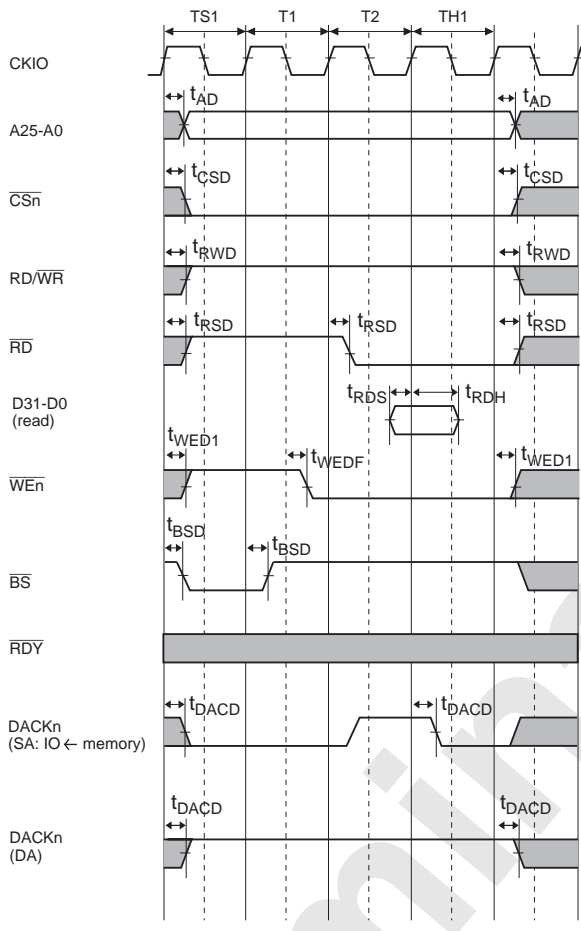 TS1 T1 T2 TH1
CKIO
tAD tAD
A25-A0
tCSD tCSD
CSn
tRWD tRWD
RD/WR
tRSD tRSD tRSD
RD
D31-D0
(read)
tRDS tRDH
tWED1 tWEDF tWED1
WEn
tBSD tBSD
BS
RDY
tDACD tDACD
DACKn
(SA: IO ← memory)
tDACD tDACD
DACKn
(DA)